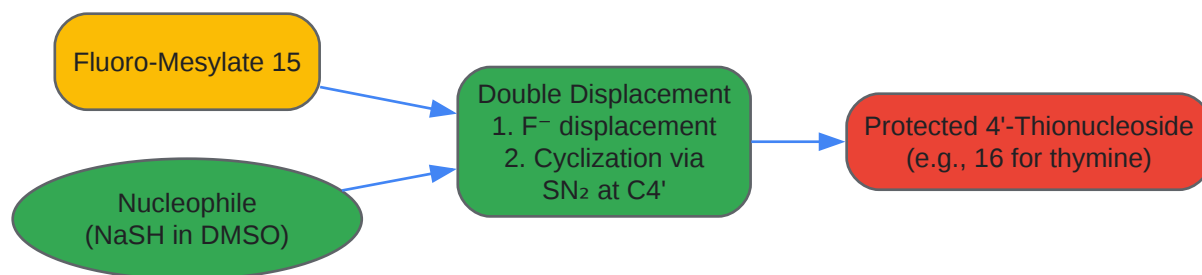 Fluoro-Mesylate 15
Nucleophile
(NaSH in DMSO)
Double Displacement
1. F⁻ displacement
2. Cyclization via
SN₂ at C4'
Protected 4'-Thionucleoside
(e.g., 16 for thymine)